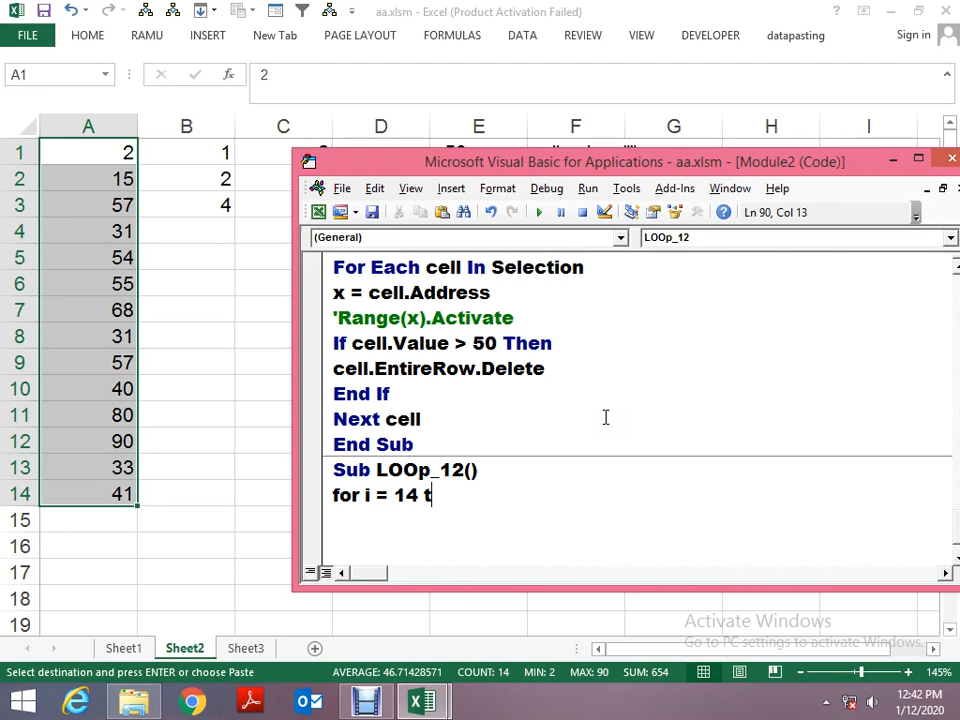 aa.xlsm - Excel (Product Activation Failed)
FILE HOME RAMU INSERT New Tab PAGE LAYOUT FORMULAS DATA REVIEW VIEW DEVELOPER datapasting Sign in
A1 fx 2
A B C D E F G H I
1 2 1
2 15 2
3 57 4
4 31
5 54
6 55
7 68
8 31
9 57
10 40
11 80
12 90
13 33
14 41
15
16
17
18
19
Microsoft Visual Basic for Applications - aa.xlsm - [Module2 (Code)]
File Edit View Insert Format Debug Run Tools Add-Ins Window Help
Ln 90, Col 13
(General) LOOp_12
For Each cell In Selection
x = cell.Address
'Range(x).Activate
If cell.Value > 50 Then
cell.EntireRow.Delete
End If
Next cell
End Sub
Sub LOOp_12()
for i = 14 t
Activate Windows
Go to PC settings to activate Windows.
Sheet1 Sheet2 Sheet3
Select destination and press ENTER or choose Paste AVERAGE: 46.71428571 COUNT: 14 MIN: 2 MAX: 90 SUM: 654 145%
12:42 PM
1/12/2020